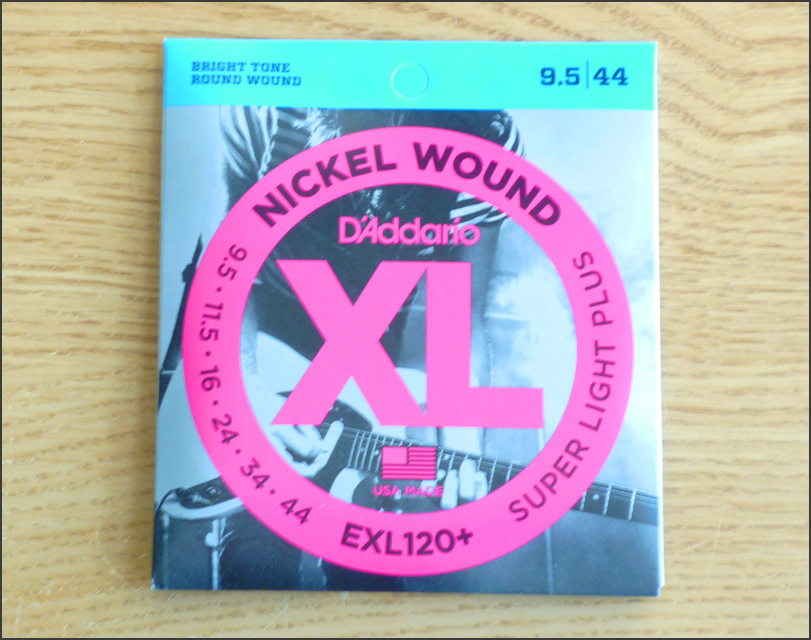 BRIGHT TONE
ROUND WOUND
9.5 | 44
NICKEL WOUND
D'Addario
XL
9.5 • 11.5 • 16 • 24 • 34 • 44
SUPER LIGHT PLUS
USA MADE
EXL120+